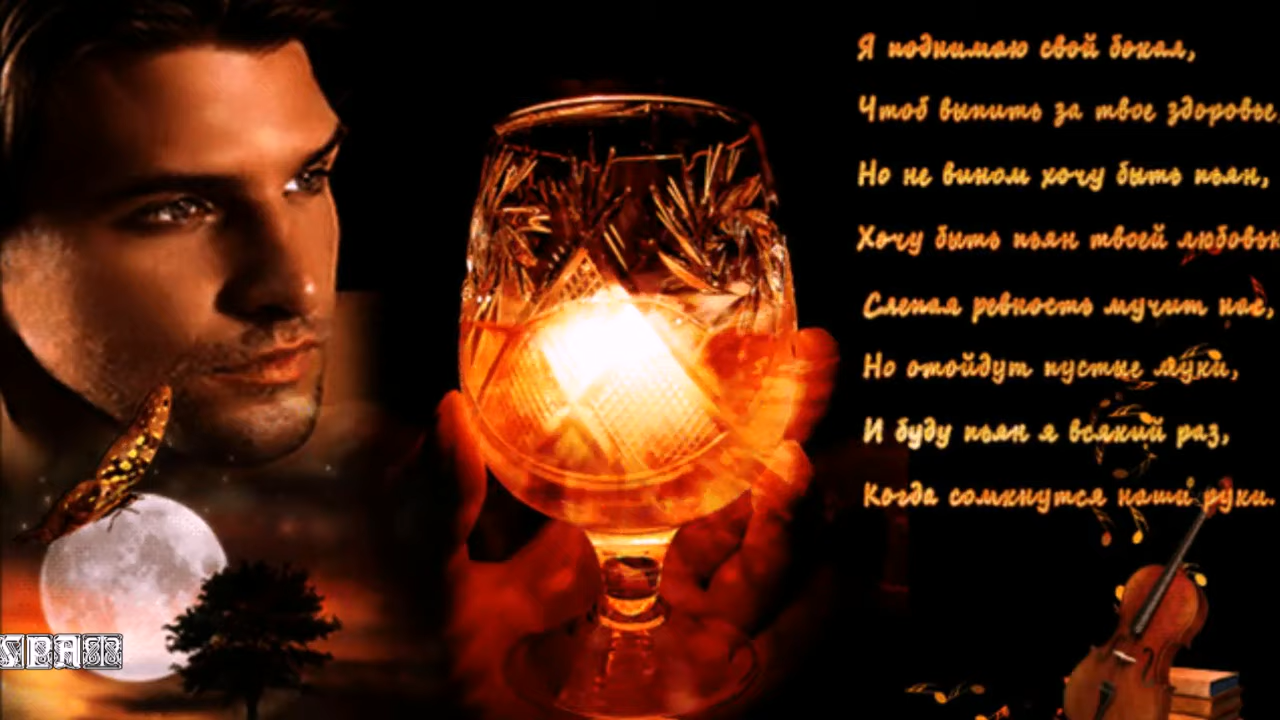 Я поднимаю свой бокал,
Чтоб выпить за твое здоровье,
Но не вином хочу быть пьян,
Хочу быть пьян твоей любовью
Слепая ревность мучит нас,
Но отойдут пустые муки,
И буду пьян я всякий раз,
Когда сомкнутся наши руки.